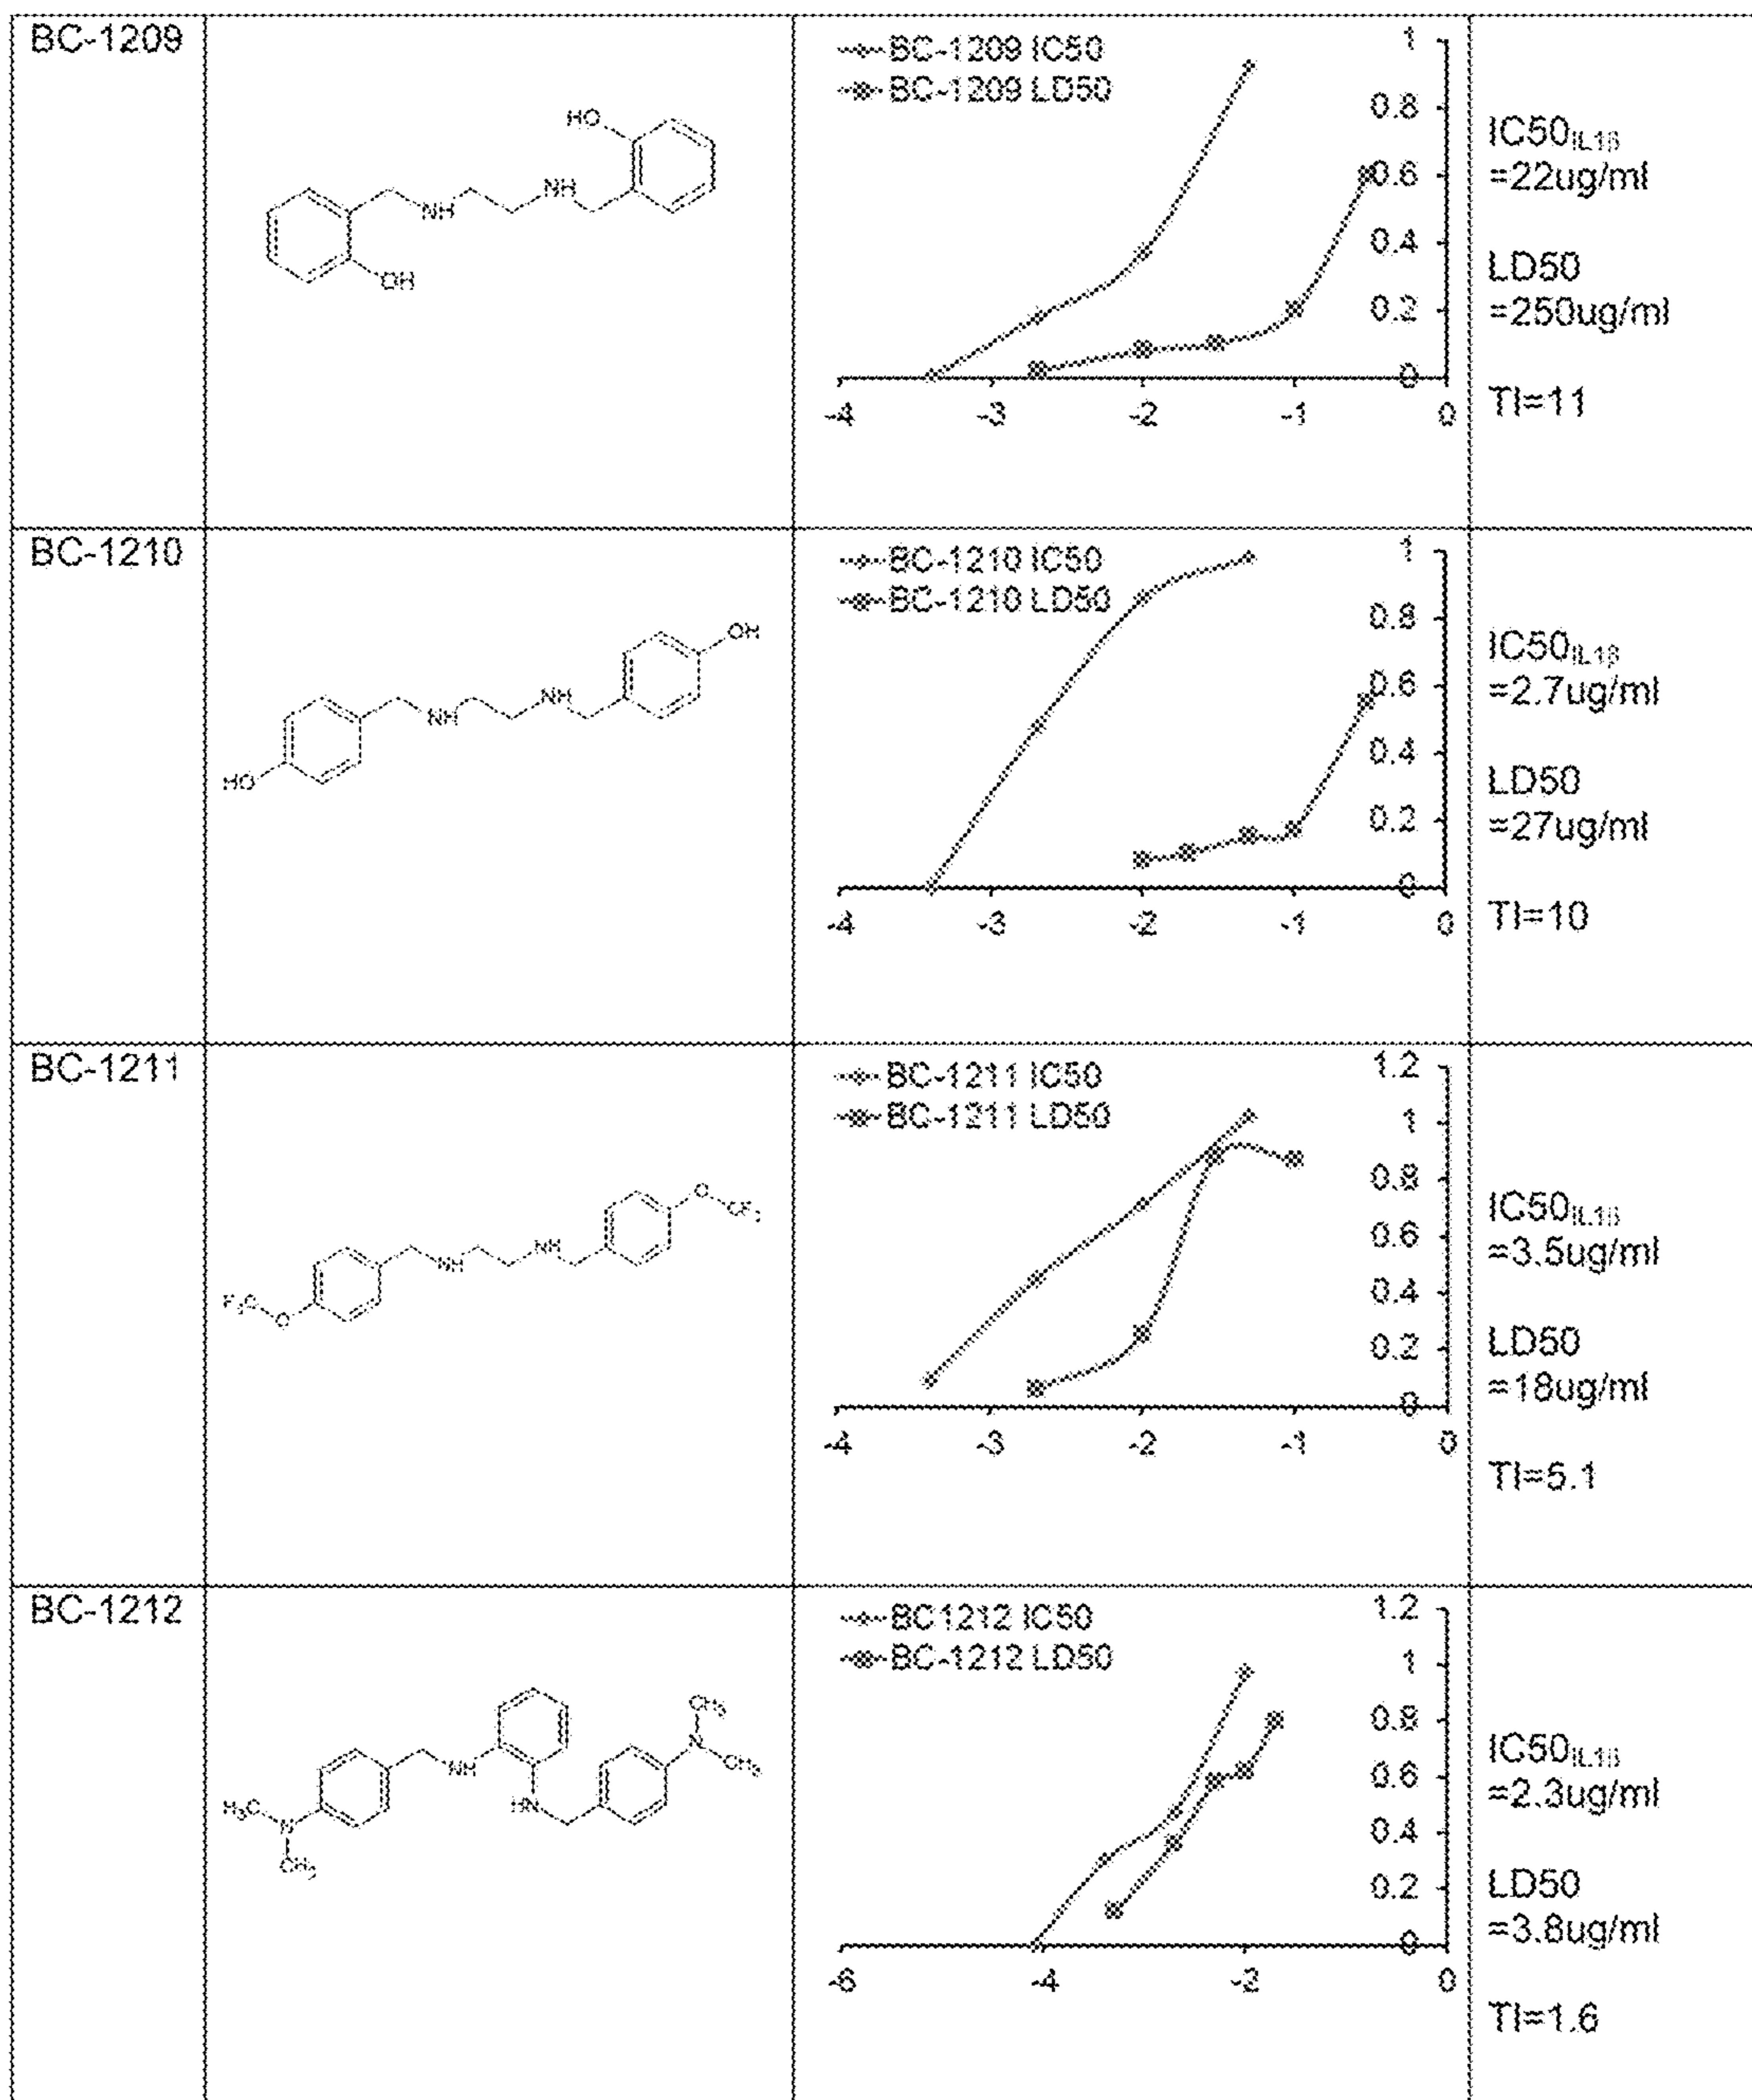 BC-1209
HO
NH
NH
OH
BC-1209 IC50
BC-1209 LD50
1
0.8
0.6
0.4
0.2
0
-4 -3 -2 -1 0
IC50IL1β
=22ug/ml
LD50
=250ug/ml
TI=11
BC-1210
OH
NH
NH
HO
BC-1210 IC50
BC-1210 LD50
1
0.8
0.6
0.4
0.2
0
-4 -3 -2 -1 0
IC50IL1β
=2.7ug/ml
LD50
=27ug/ml
TI=10
BC-1211
O
CF3
NH
NH
F3C
O
BC-1211 IC50
BC-1211 LD50
1.2
1
0.8
0.6
0.4
0.2
0
-4 -3 -2 -1 0
IC50IL1β
=3.5ug/ml
LD50
=18ug/ml
TI=5.1
BC-1212
CH3
N
CH3
NH
HN
H3C
N
CH3
BC1212 IC50
BC-1212 LD50
1.2
1
0.8
0.6
0.4
0.2
0
-6 -4 -2 0
IC50IL1β
=2.3ug/ml
LD50
=3.8ug/ml
TI=1.6